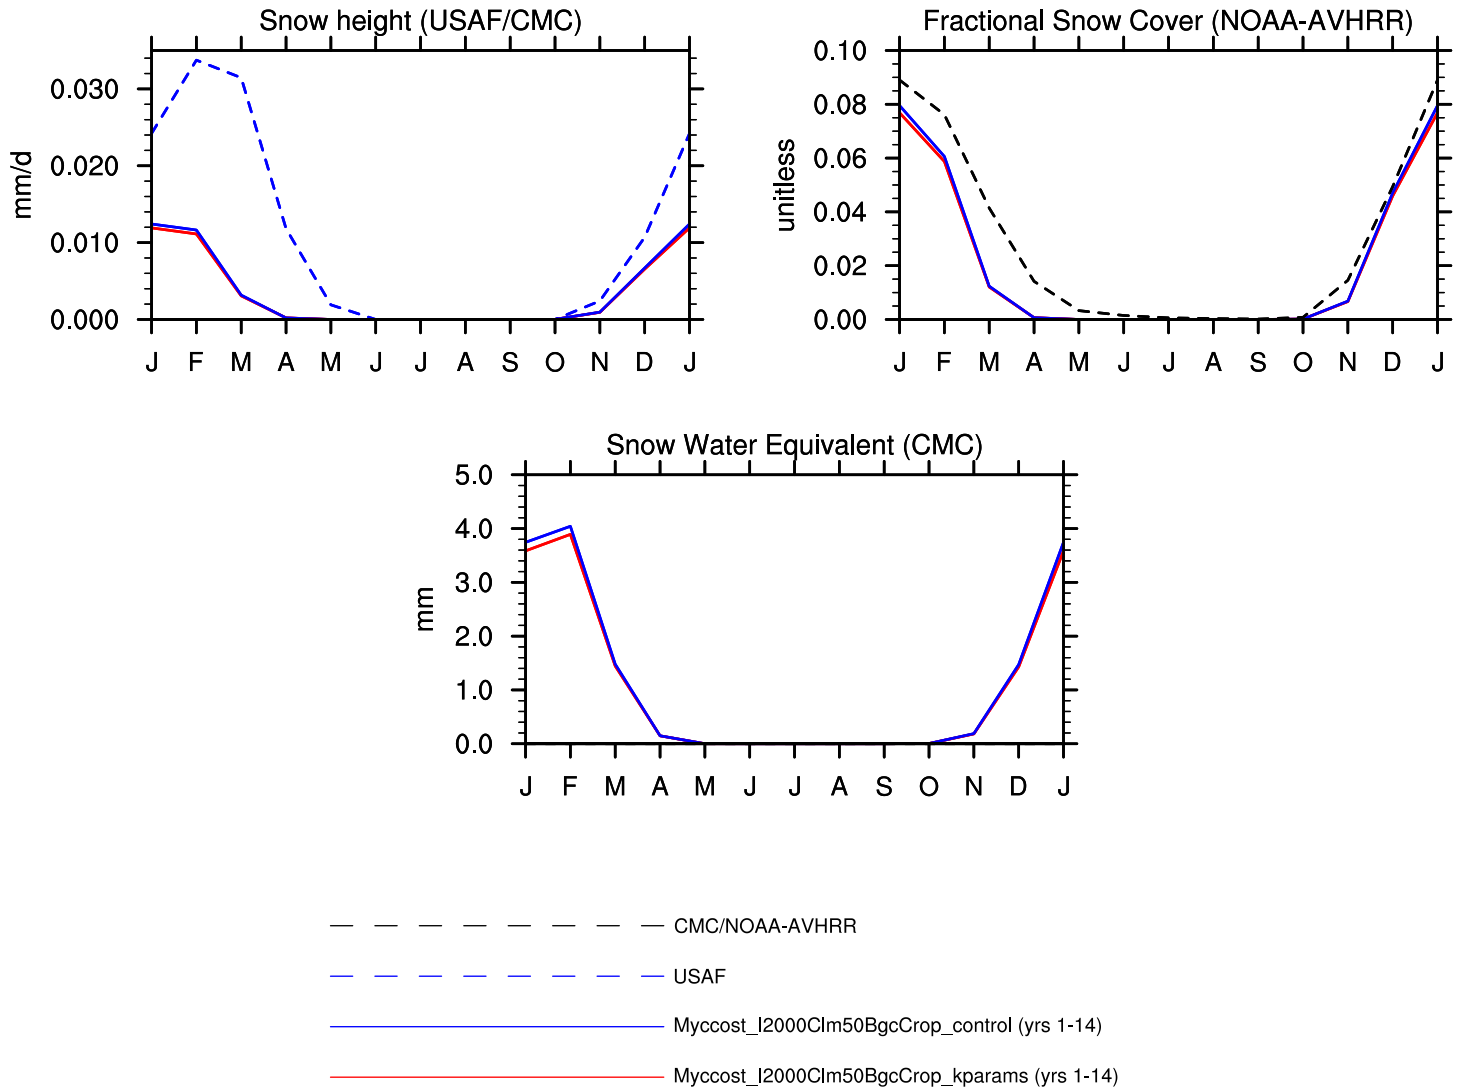 Snow height (USAF/CMC)
mm/d
0.030
0.020
0.010
0.000
J F M A M J J A S O N D J
Fractional Snow Cover (NOAA-AVHRR)
unitless
0.10
0.08
0.06
0.04
0.02
0.00
J F M A M J J A S O N D J
Snow Water Equivalent (CMC)
mm
5.0
4.0
3.0
2.0
1.0
0.0
J F M A M J J A S O N D J
CMC/NOAA-AVHRR
USAF
Myccost_I2000Clm50BgcCrop_control (yrs 1-14)
Myccost_I2000Clm50BgcCrop_kparams (yrs 1-14)